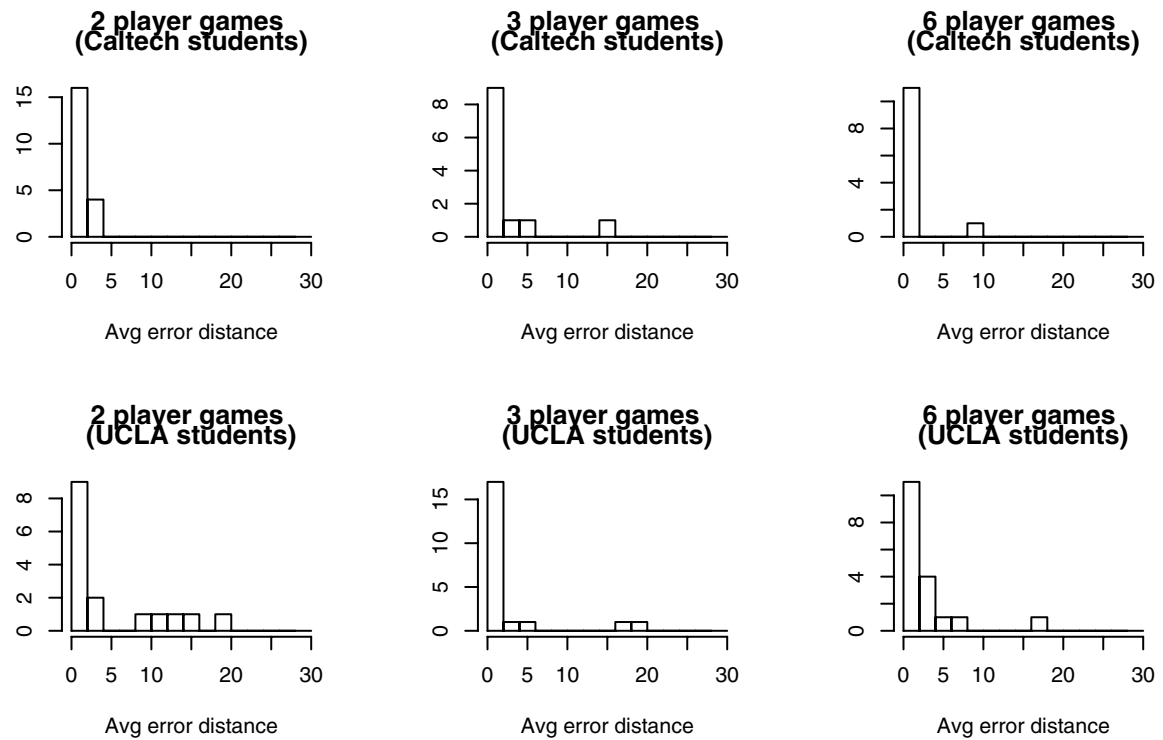 2 player games
(Caltech students)
15
10
5
0
0 5 10 20 30
Avg error distance
3 player games
(Caltech students)
8
6
4
2
0
0 5 10 20 30
Avg error distance
6 player games
(Caltech students)
8
4
0
0 5 10 20 30
Avg error distance
2 player games
(UCLA students)
8
6
4
2
0
0 5 10 20 30
Avg error distance
3 player games
(UCLA students)
15
10
5
0
0 5 10 20 30
Avg error distance
6 player games
(UCLA students)
8
4
0
0 5 10 20 30
Avg error distance